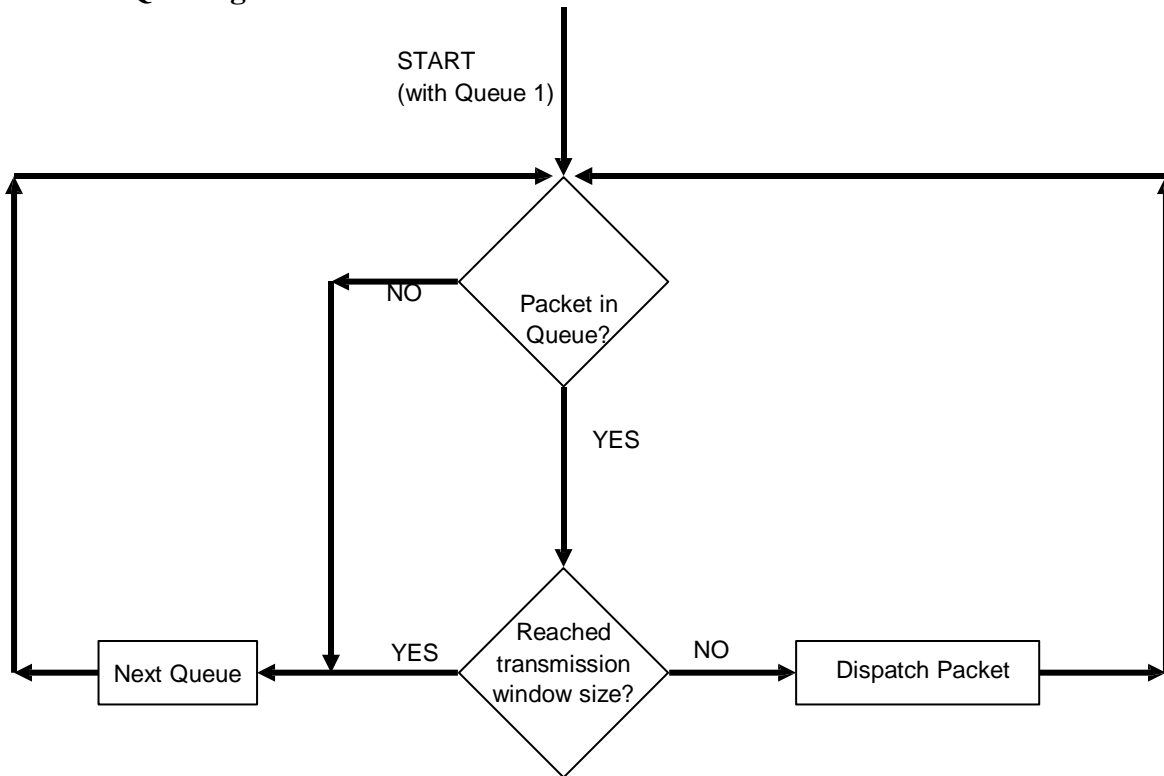 START
(with Queue 1)
NO
Packet in
Queue?
YES
Reached
transmission
window size?
YES
NO
Next Queue
Dispatch Packet